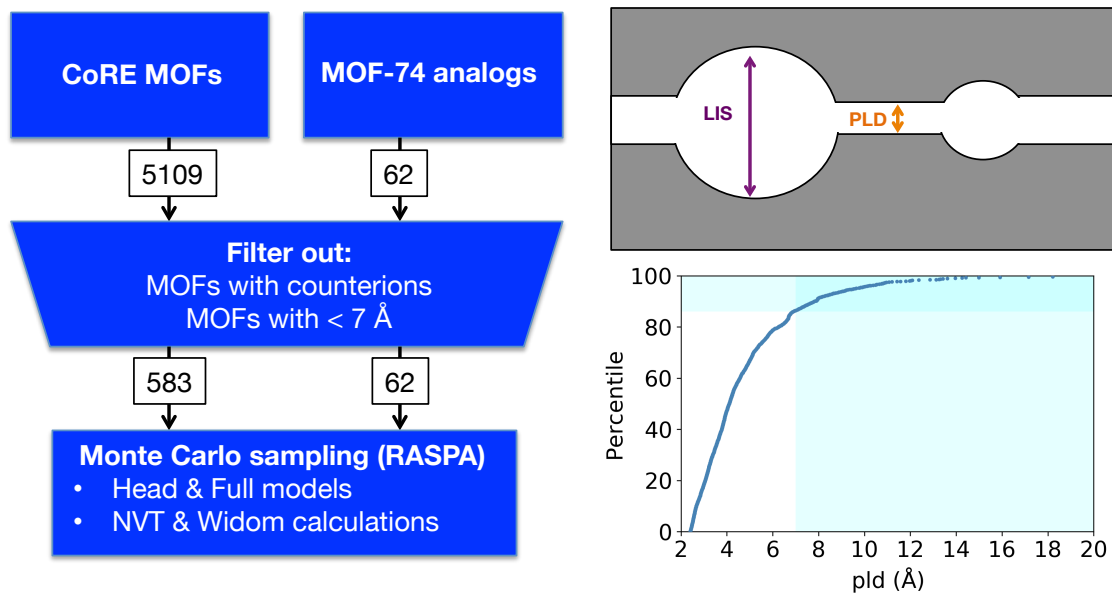 CoRE MOFs
MOF-74 analogs
5109
62
Filter out:
MOFs with counterions
MOFs with < 7 Å
583
62
Monte Carlo sampling (RASPA)
• Head & Full models
• NVT & Widom calculations
LIS
PLD
Percentile
100
80
60
40
20
0
2 4 6 8 10 12 14 16 18 20
pld (Å)